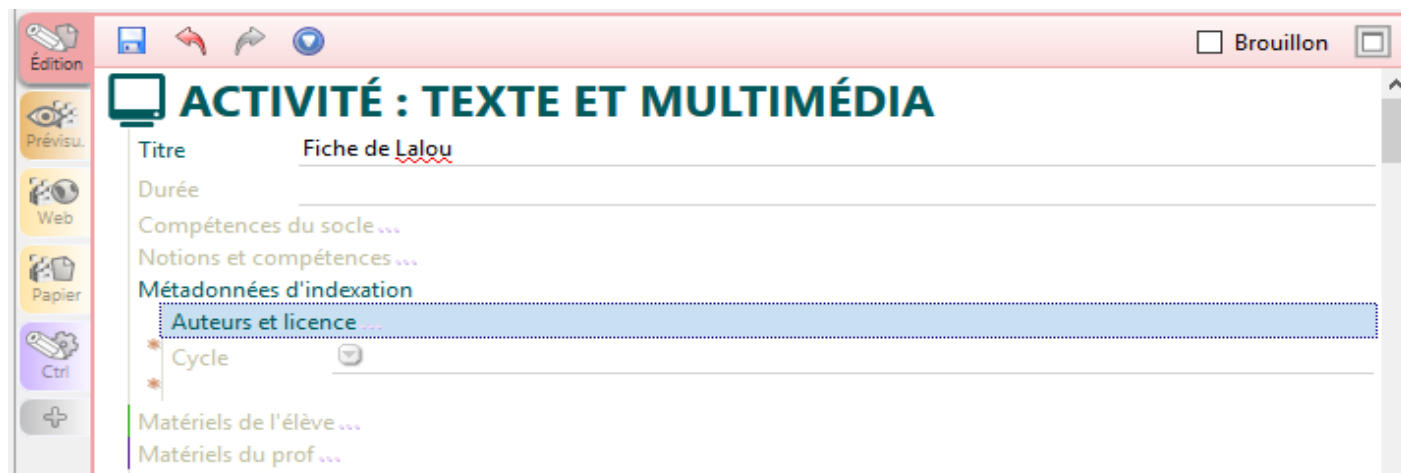 Édition
Brouillon
ACTIVITÉ : TEXTE ET MULTIMÉDIA
Prévisu.
Titre Fiche de Lalou
Durée
Web
Compétences du socle ...
Notions et compétences ...
Papier
Métadonnées d'indexation
Auteurs et licence ...
* Cycle
Ctrl
*
Matériels de l'élève ...
Matériels du prof ...